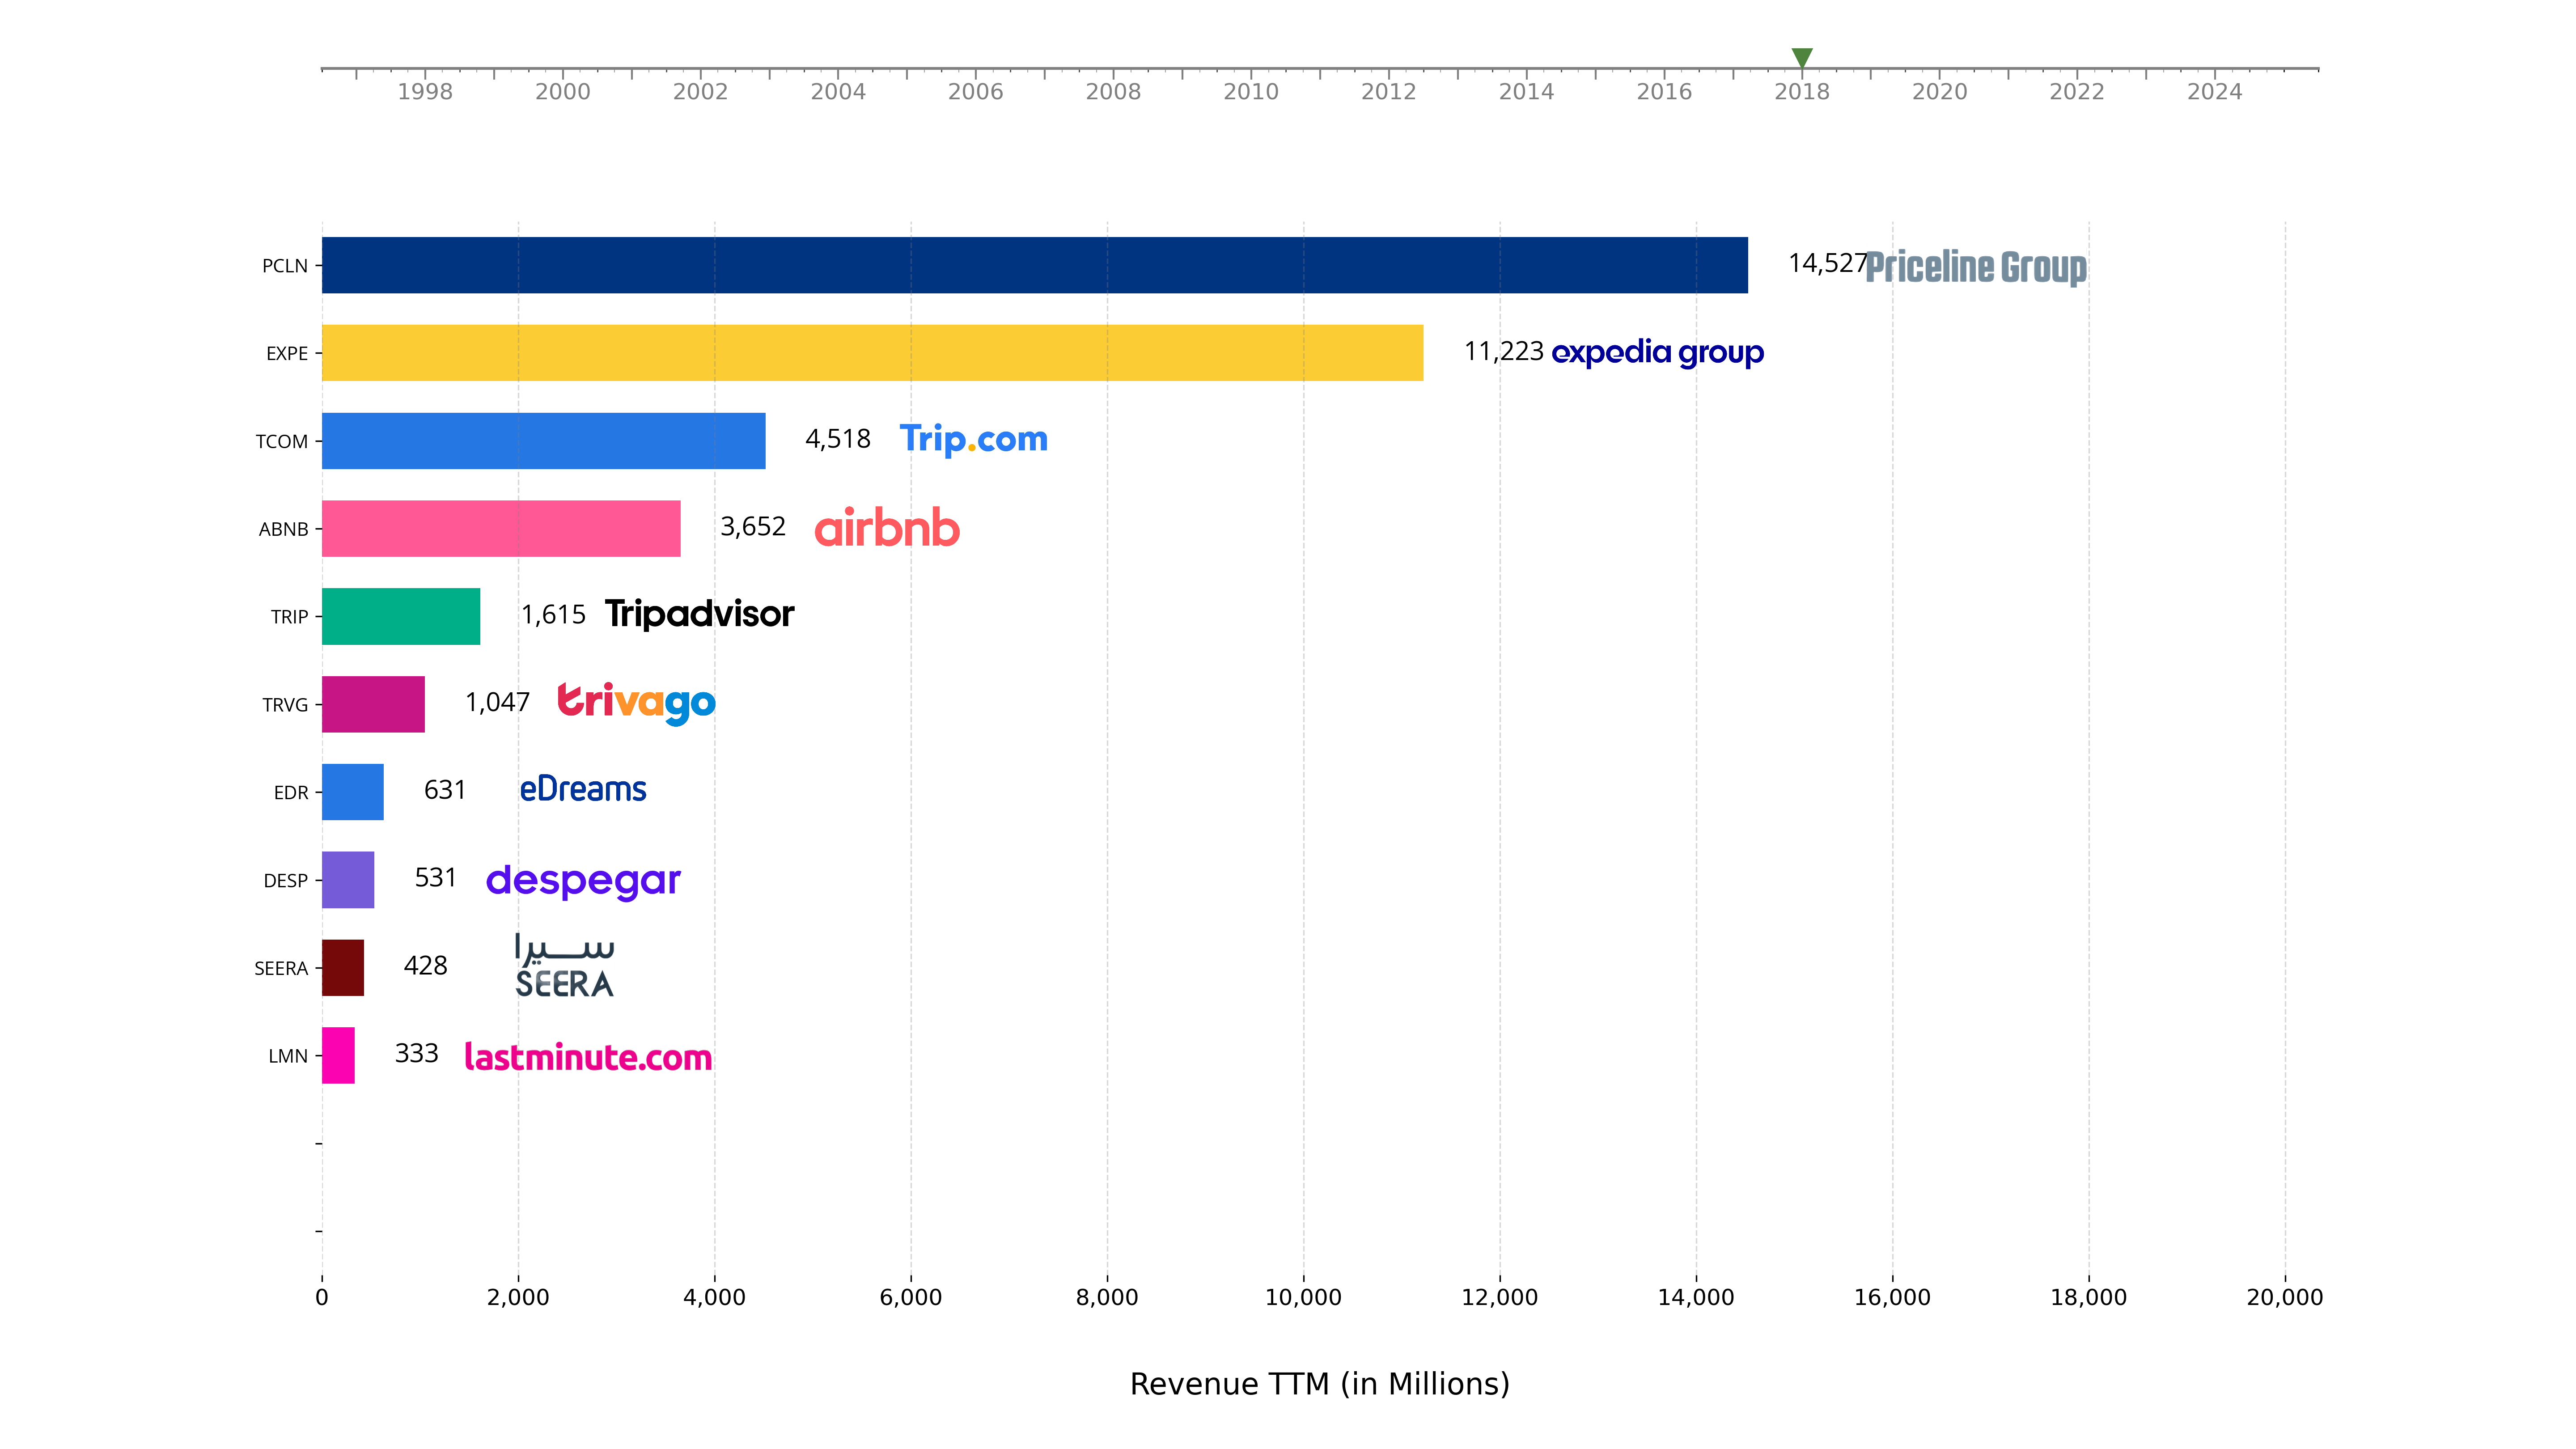 1998 2000 2002 2004 2006 2008 2010 2012 2014 2016 2018 2020 2022 2024
PCLN 14,527 Priceline Group
EXPE 11,223 expedia group
TCOM 4,518 Trip.com
ABNB 3,652 airbnb
TRIP 1,615 Tripadvisor
TRVG 1,047 trivago
EDR 631 eDreams
DESP 531 despegar
سيرا
SEERA 428 SEERA
LMN 333 lastminute.com
0 2,000 4,000 6,000 8,000 10,000 12,000 14,000 16,000 18,000 20,000
Revenue TTM (in Millions)